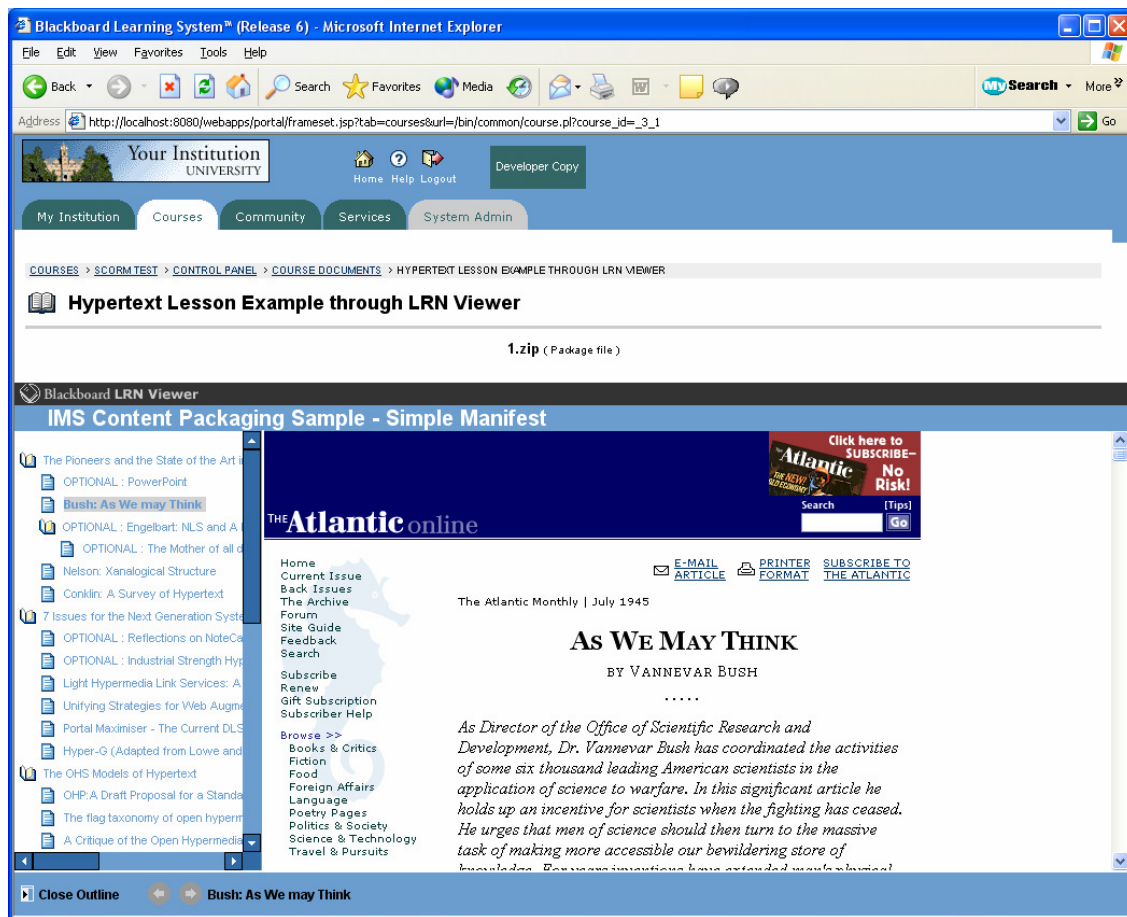 Blackboard Learning System™ (Release 6) - Microsoft Internet Explorer
File Edit View Favorites Tools Help
Back Search Favorites Media My Search More »
Address http://localhost:8080/webapps/portal/frameset.jsp?tab=courses&url=/bin/common/course.pl?course_id=_3_1 Go
Your Institution
UNIVERSITY
Home Help Logout
Developer Copy
My Institution Courses Community Services System Admin
COURSES > SCORM TEST > CONTROL PANEL > COURSE DOCUMENTS > HYPERTEXT LESSON EXAMPLE THROUGH LRN VIEWER
Hypertext Lesson Example through LRN Viewer
1.zip ( Package file )
Blackboard LRN Viewer
IMS Content Packaging Sample - Simple Manifest
The Pioneers and the State of the Art i
OPTIONAL : PowerPoint
Bush: As We may Think
OPTIONAL : Engelbart: NLS and A
OPTIONAL : The Mother of all d
Nelson: Xanalogical Structure
Conklin: A Survey of Hypertext
7 Issues for the Next Generation Syste
OPTIONAL : Reflections on NoteCa
OPTIONAL : Industrial Strength Hyp
Light Hypermedia Link Services: A
Unifying Strategies for Web Augme
Portal Maximiser - The Current DLS
Hyper-G (Adapted from Lowe and
The OHS Models of Hypertext
OHP:A Draft Proposal for a Standa
The flag taxonomy of open hyperm
A Critique of the Open Hypermedia
Click here to
SUBSCRIBE-
No
Risk!
Atlantic
Search [Tips]
Go
THE Atlantic online
Home
Current Issue
Back Issues
The Archive
Forum
Site Guide
Feedback
Search
Subscribe
Renew
Gift Subscription
Subscriber Help
Browse >>
Books & Critics
Fiction
Food
Foreign Affairs
Language
Poetry Pages
Politics & Society
Science & Technology
Travel & Pursuits
E-MAIL ARTICLE PRINTER FORMAT SUBSCRIBE TO THE ATLANTIC
The Atlantic Monthly | July 1945
AS WE MAY THINK
BY VANNEVAR BUSH
. . . . .
As Director of the Office of Scientific Research and
Development, Dr. Vannevar Bush has coordinated the activities
of some six thousand leading American scientists in the
application of science to warfare. In this significant article he
holds up an incentive for scientists when the fighting has ceased.
He urges that men of science should then turn to the massive
task of making more accessible our bewildering store of
knowledge. For years inventions have extended man's physical
Close Outline Bush: As We may Think